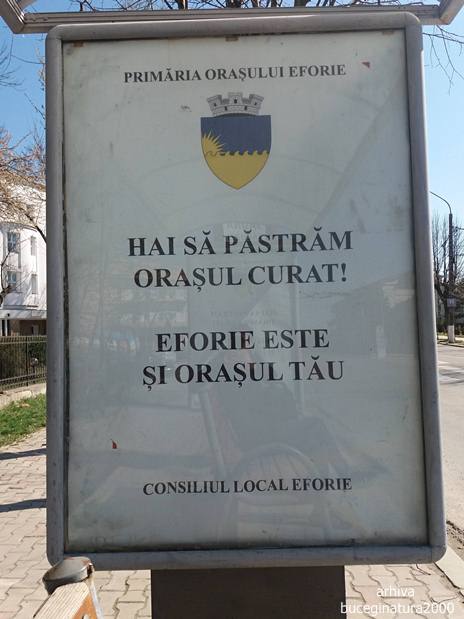 PRIMĂRIA ORAȘULUI EFORIE
HAI SĂ PĂSTRĂM
ORAȘUL CURAT!
EFORIE ESTE
ȘI ORAȘUL TĂU
CONSILIUL LOCAL EFORIE
arhiva
buceginatura2000